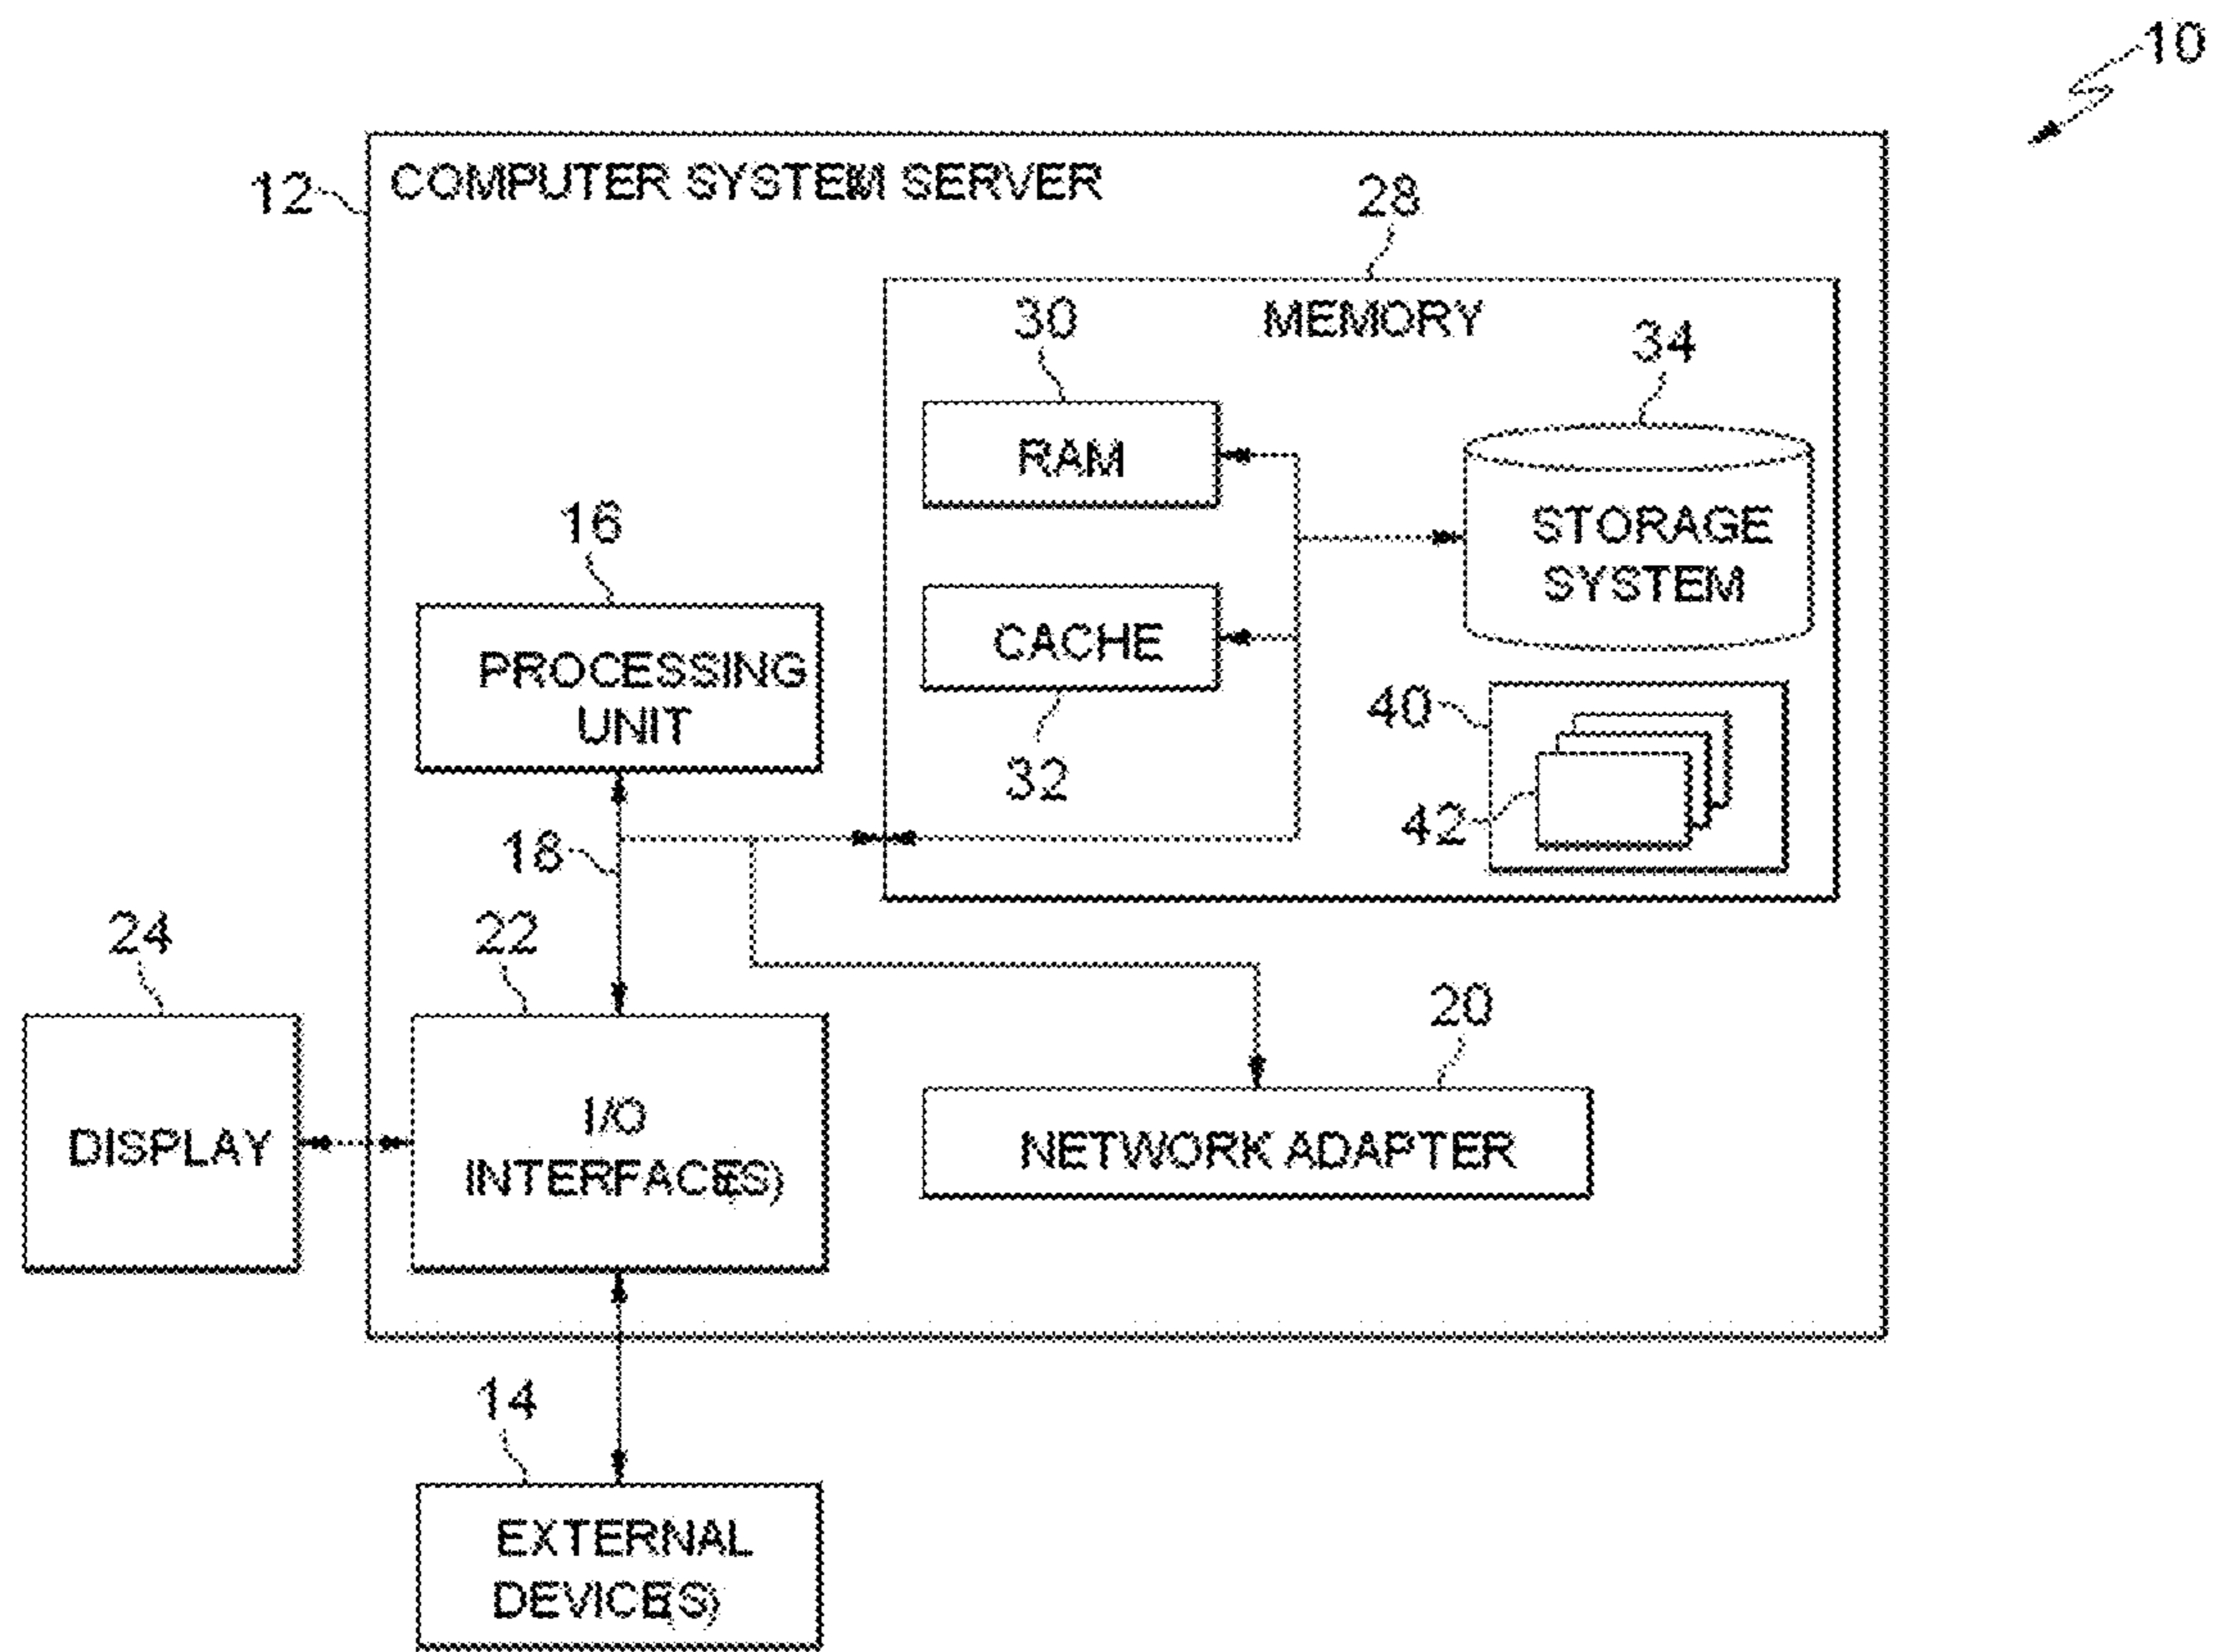 10
12
COMPUTER SYSTEM SERVER
28
MEMORY
30
34
RAM
STORAGE
SYSTEM
16
PROCESSING
UNIT
CACHE
32
40
42
18
24
22
20
DISPLAY
I/O
INTERFACE(S)
NETWORK ADAPTER
14
EXTERNAL
DEVICE(S)